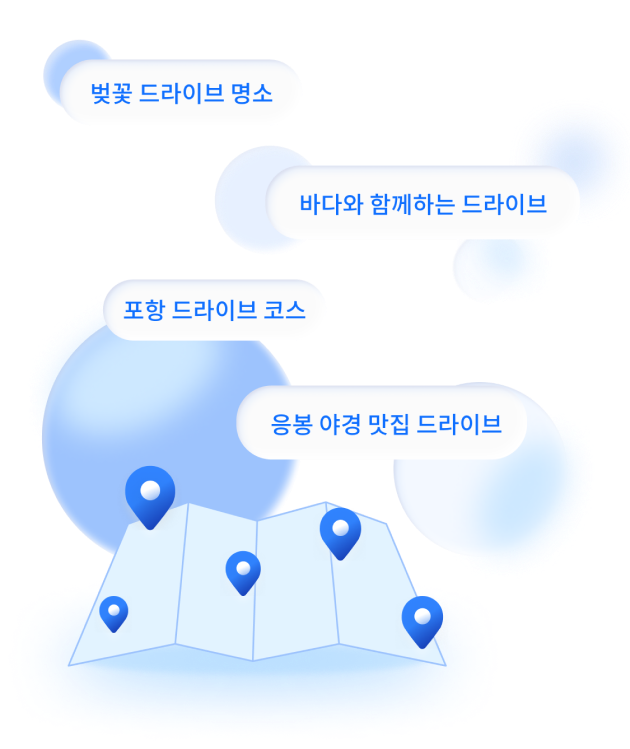 벚꽃 드라이브 명소
바다와 함께하는 드라이브
포항 드라이브 코스
응봉 야경 맛집 드라이브